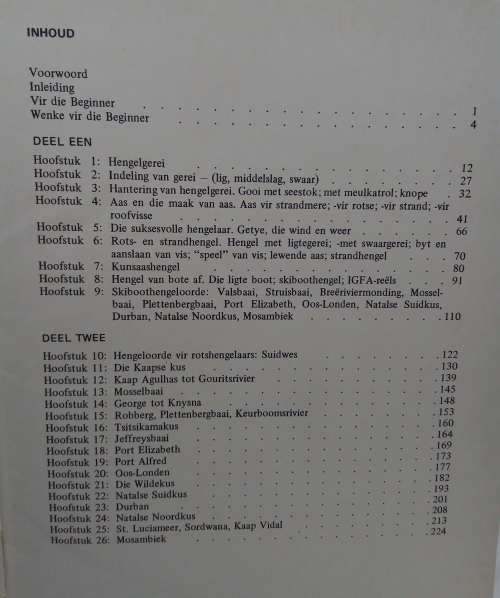 INHOUD
Voorwoord
Inleiding
Vir die Beginner . . . . . . . . . . . . . . . 1
Wenke vir die Beginner . . . . . . . . . . . . . 4
DEEL EEN
Hoofstuk 1: Hengelgerei . . . . . . . . . . . 12
Hoofstuk 2: Indeling van gerei — (lig, middelslag, swaar) . . . . . . 27
Hoofstuk 3: Hantering van hengelgerei. Gooi met seestok; met meulkatrol; knope . 32
Hoofstuk 4: Aas en die maak van aas. Aas vir strandmere; -vir rotse; -vir strand; -vir
roofvisse . . . . . . . . . . . . 41
Hoofstuk 5: Die suksesvolle hengelaar. Getye, die wind en weer . . . . 66
Hoofstuk 6: Rots- en strandhengel. Hengel met ligtegerei; -met swaargerei; byt en
aanslaan van vis; "speel" van vis; lewende aas; strandhengel . . . 70
Hoofstuk 7: Kunsaashengel . . . . . . . . . . 80
Hoofstuk 8: Hengel van bote af. Die ligte boot; skiboothengel; IGFA-reëls . . 91
Hoofstuk 9: Skiboothengeloorde: Valsbaai, Struisbaai, Breëriviermonding, Mossel-
baai, Plettenbergbaai, Port Elizabeth, Oos-Londen, Natalse Suidkus,
Durban, Natalse Noordkus, Mosambiek . . . . . . . 110
DEEL TWEE
Hoofstuk 10: Hengeloorde vir rotshengelaars: Suidwes . . . . . . 122
Hoofstuk 11: Die Kaapse kus . . . . . . . . . . 130
Hoofstuk 12: Kaap Agulhas tot Gouritsrivier . . . . . . . 139
Hoofstuk 13: Mosselbaai . . . . . . . . . . 145
Hoofstuk 14: George tot Knysna . . . . . . . . . 148
Hoofstuk 15: Robberg, Plettenbergbaai, Keurboomsrivier . . . . . 153
Hoofstuk 16: Tsitsikamakus . . . . . . . . . . 160
Hoofstuk 17: Jeffreysbaai . . . . . . . . . . 164
Hoofstuk 18: Port Elizabeth . . . . . . . . . . 169
Hoofstuk 19: Port Alfred . . . . . . . . . . 173
Hoofstuk 20: Oos-Londen . . . . . . . . . . 177
Hoofstuk 21: Die Wildekus . . . . . . . . . . 182
Hoofstuk 22: Natalse Suidkus . . . . . . . . . . 193
Hoofstuk 23: Durban . . . . . . . . . . 201
Hoofstuk 24: Natalse Noordkus . . . . . . . . . . 208
Hoofstuk 25: St. Luciameer, Sordwana, Kaap Vidal . . . . . . 213
Hoofstuk 26: Mosambiek . . . . . . . . . . 224